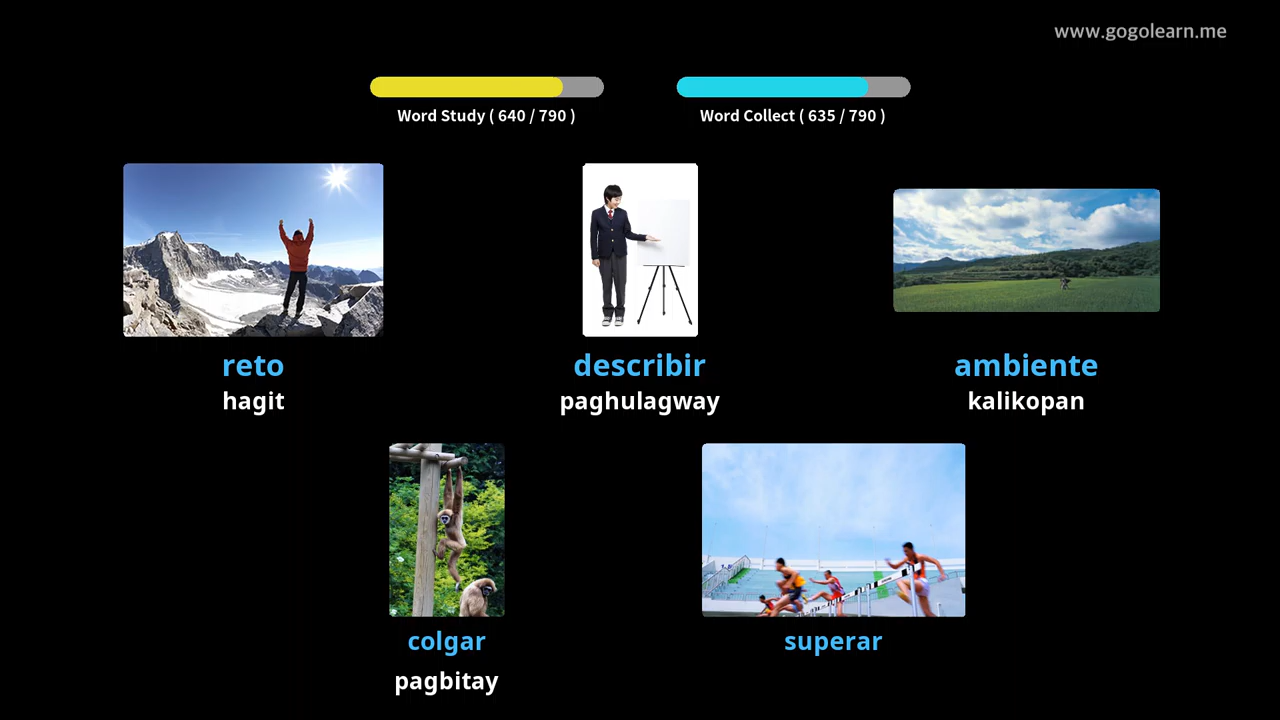 www.gogolearn.me
Word Study ( 640 / 790 )
Word Collect ( 635 / 790 )
reto
hagit
describir
paghulagway
ambiente
kalikopan
colgar
pagbitay
superar